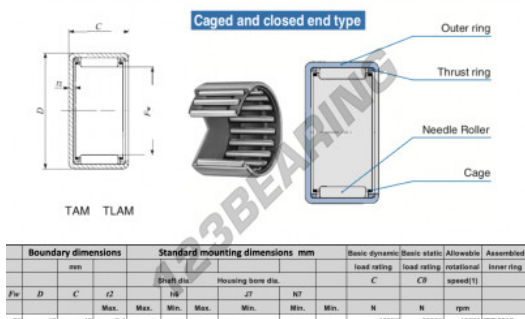 C
Caged and closed end type
Outer ring
Thrust ring
t2
D
Fw
Needle Roller
Cage
123BEARING
TAM TLAM
Boundary dimensions Standard mounting dimensions mm Basic dynamic Basic static Allowable Assembled
mm load rating load rating rotational inner ring
Shaft dia. Housing bore dia. C C0 speed(1)
Fw D C t2 h6 J7 N7
Max. Max. Min. Max. Min. Max. Min. N N rpm